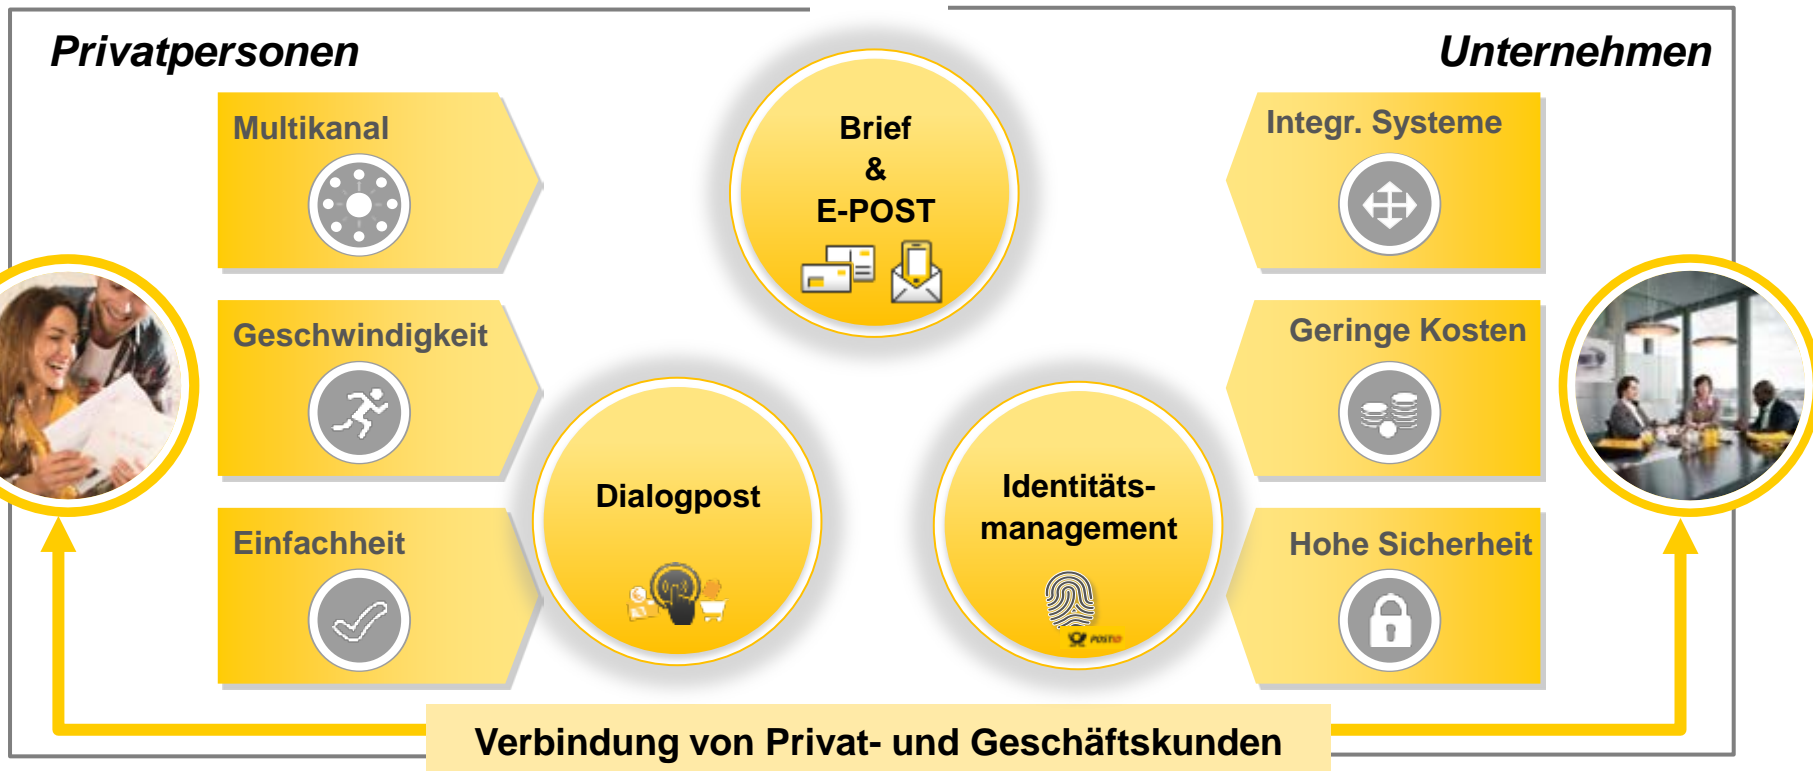 Privatpersonen
Unternehmen
Multikanal
Geschwindigkeit
Einfachheit
Brief
&
E-POST
Dialogpost
Identitäts-
management
POSTID
Integr. Systeme
Geringe Kosten
Hohe Sicherheit
Verbindung von Privat- und Geschäftskunden